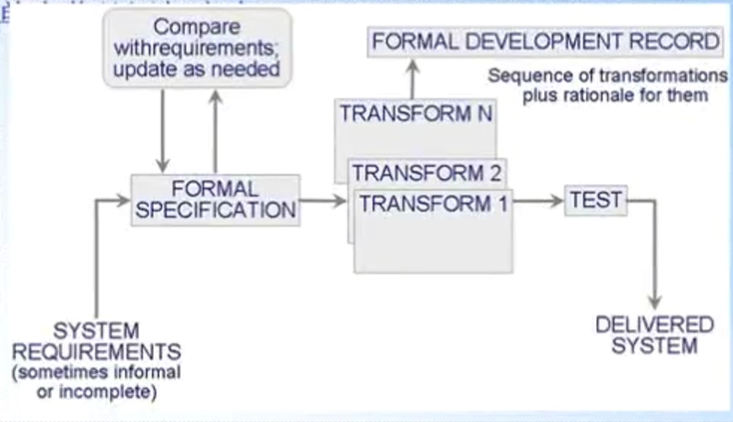 Compare
withrequirements;
update as needed
FORMAL DEVELOPMENT RECORD
Sequence of transformations
plus rationale for them
TRANSFORM N
TRANSFORM 2
TRANSFORM 1
FORMAL
SPECIFICATION
TEST
SYSTEM
REQUIREMENTS
(sometimes informal
or incomplete)
DELIVERED
SYSTEM